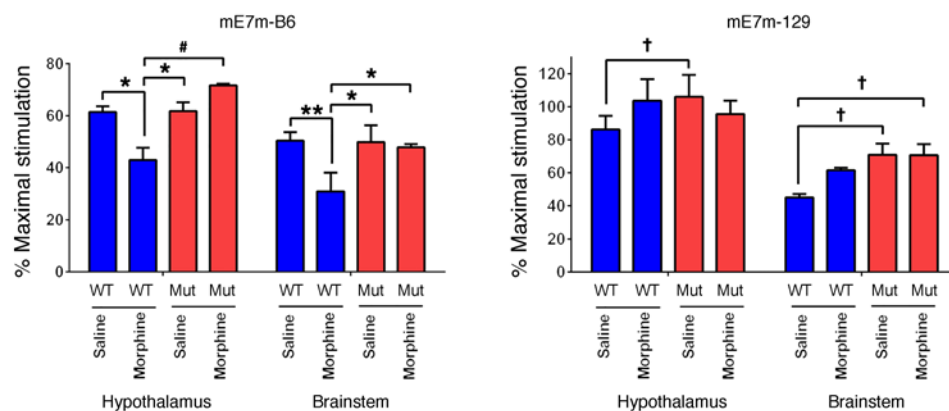 mE7m-B6
% Maximal stimulation
80
60
40
20
0
* * #
** * *
WT WT Mut Mut WT WT Mut Mut
Saline Morphine Saline Morphine Saline Morphine Saline Morphine
Hypothalamus Brainstem
mE7m-129
% Maximal stimulation
120
100
80
60
40
20
0
†
† †
WT WT Mut Mut WT WT Mut Mut
Saline Morphine Saline Morphine Saline Morphine Saline Morphine
Hypothalamus Brainstem